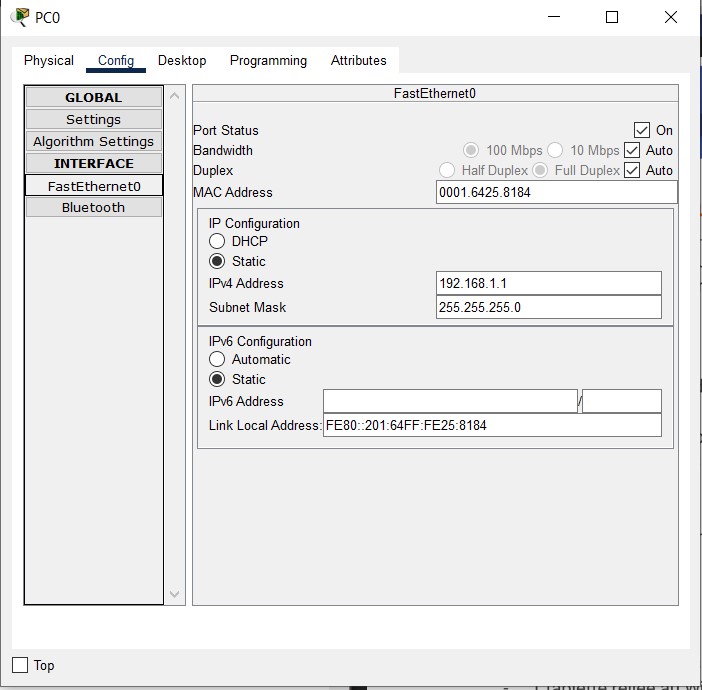 PC0
Physical Config Desktop Programming Attributes
GLOBAL
Settings
Algorithm Settings
INTERFACE
FastEthernet0
Bluetooth
FastEthernet0
Port Status On
Bandwidth 100 Mbps 10 Mbps Auto
Duplex Half Duplex Full Duplex Auto
MAC Address 0001.6425.8184
IP Configuration
DHCP
Static
IPv4 Address 192.168.1.1
Subnet Mask 255.255.255.0
IPv6 Configuration
Automatic
Static
IPv6 Address /
Link Local Address: FE80::201:64FF:FE25:8184
Top